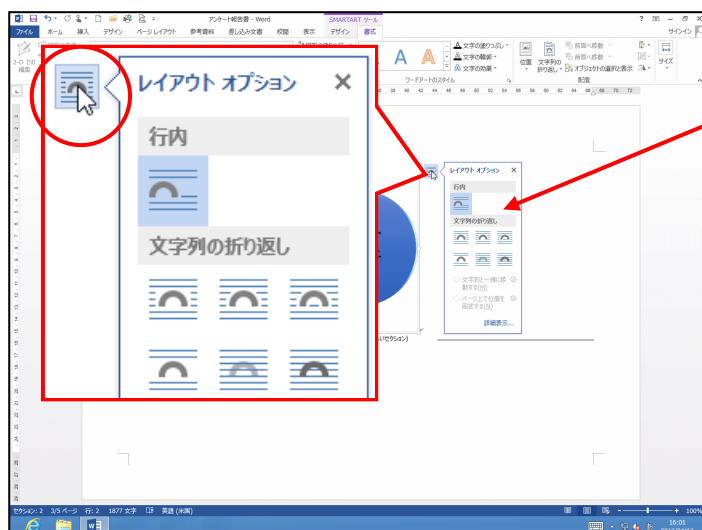 アンケート報告書 - Word
SMARTART ツール
ファイル ホーム 挿入 デザイン ページ レイアウト 参考資料 差し込み文書 校閲 表示 デザイン 書式
サインイン
2-D での
編集
A A
文字の塗りつぶし
文字の輪郭
文字の効果
ワードアートのスタイル
位置 文字列の
折り返し
前面へ移動
背面へ移動
オブジェクトの選択と表示
配置
サイズ
レイアウト オプション ×
行内
文字列の折り返し
レイアウト オプション ×
行内
文字列の折り返し
文字列と一緒に移
動する(M)
ページ上で位置を
固定する(N)
詳細表示...
いセクション)
セクション: 2 3/5 ページ 行: 2 1877 文字 英語 (米国)
100%
16:01